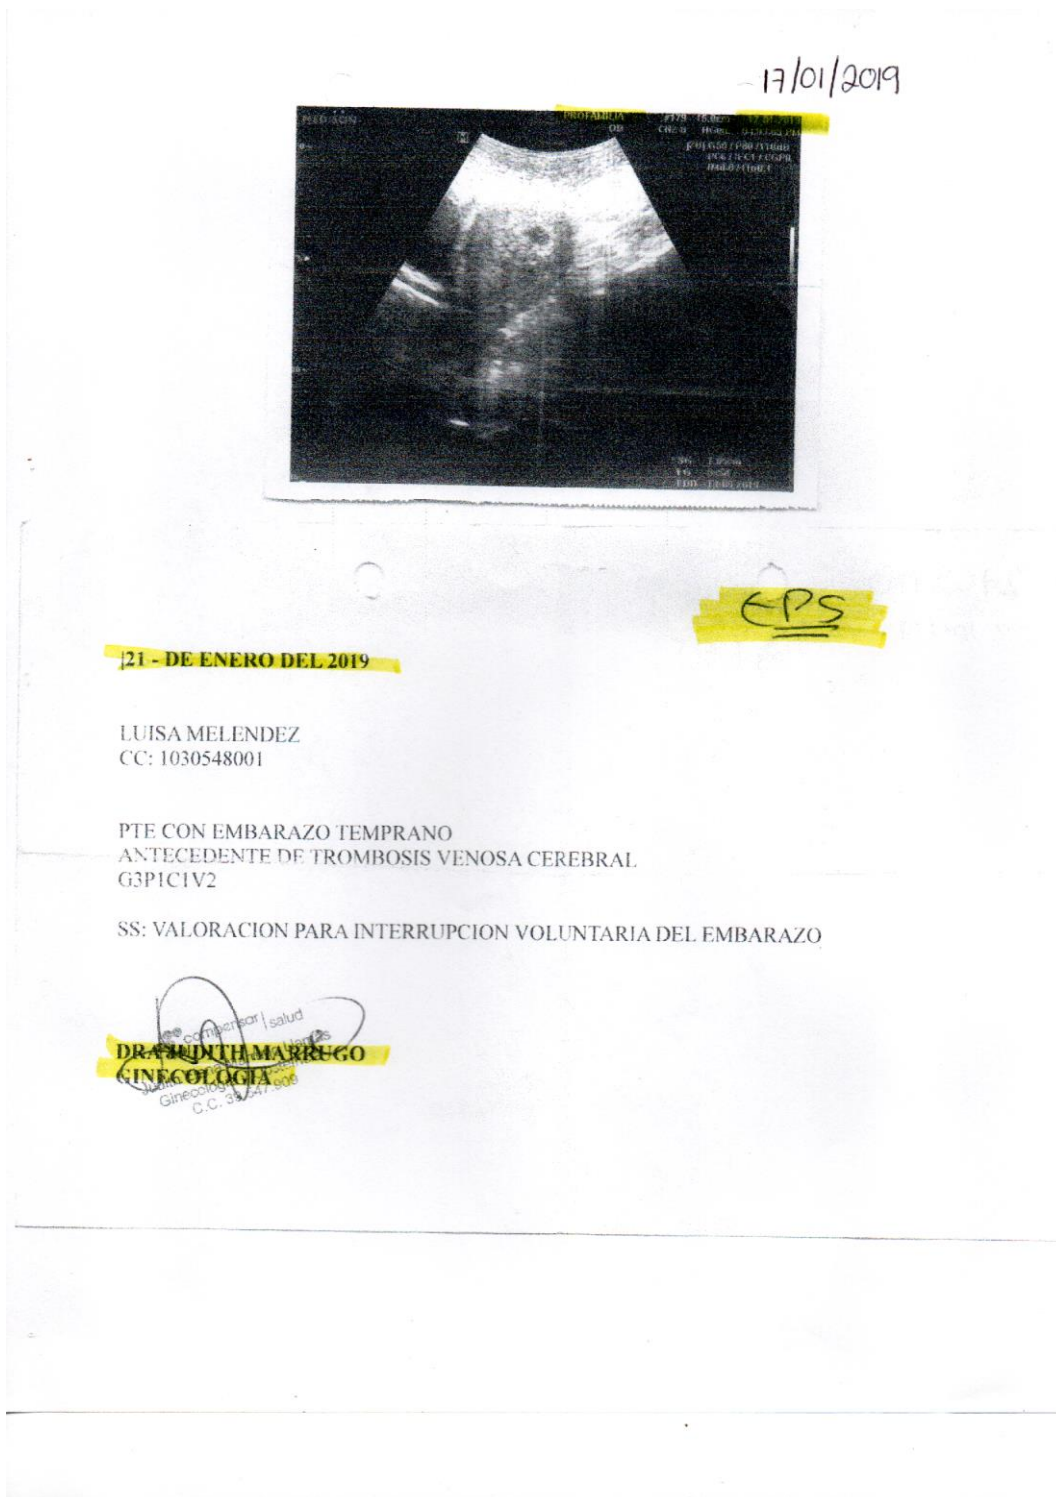 17/01/2019
MEDISON
PROFAMILIA
EPS
|21 - DE ENERO DEL 2019
LUISA MELENDEZ
CC: 1030548001
PTE CON EMBARAZO TEMPRANO
ANTECEDENTE DE TROMBOSIS VENOSA CEREBRAL
G3P1C1V2
SS: VALORACION PARA INTERRUPCION VOLUNTARIA DEL EMBARAZO
compensar | salud
DRA JUDITH MARRUGO
GINECOLOGIA
C.C.